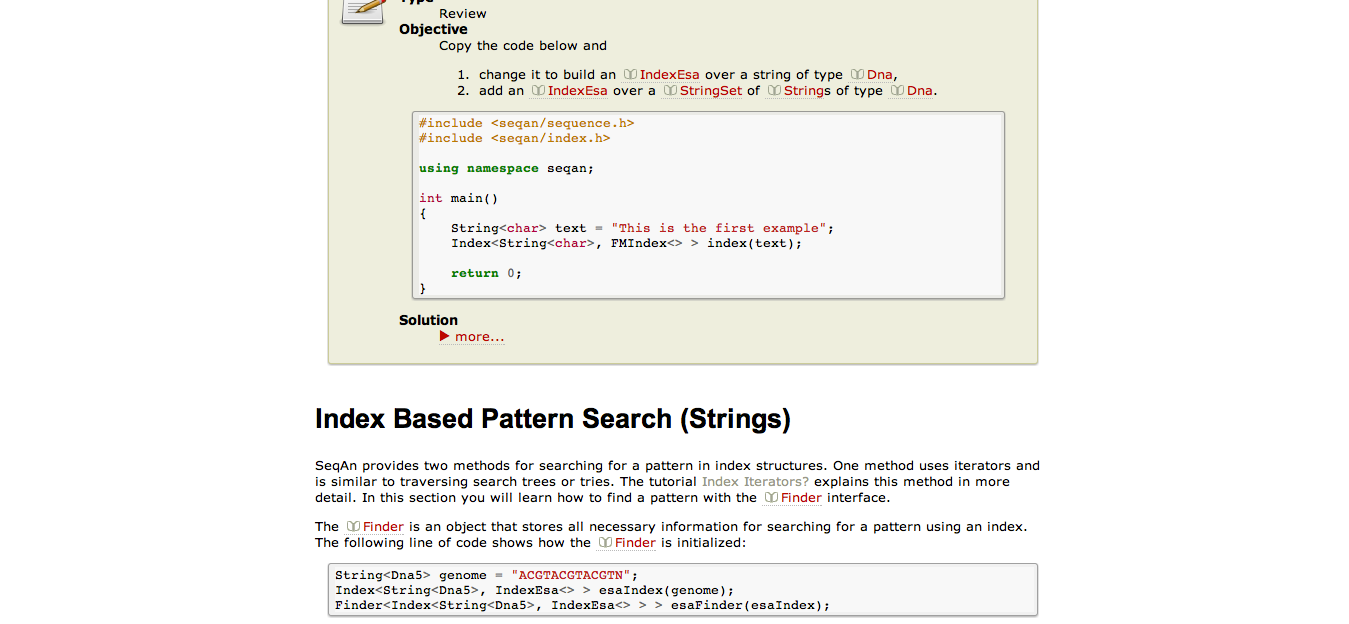 Type
Review
Objective
Copy the code below and
1. change it to build an IndexEsa over a string of type Dna,
2. add an IndexEsa over a StringSet of Strings of type Dna.
#include <seqan/sequence.h>
#include <seqan/index.h>
using namespace seqan;
int main()
{
String<char> text = "This is the first example";
Index<String<char>, FMIndex<> > index(text);
return 0;
}
Solution
more...
Index Based Pattern Search (Strings)
SeqAn provides two methods for searching for a pattern in index structures. One method uses iterators and
is similar to traversing search trees or tries. The tutorial Index Iterators? explains this method in more
detail. In this section you will learn how to find a pattern with the Finder interface.
The Finder is an object that stores all necessary information for searching for a pattern using an index.
The following line of code shows how the Finder is initialized:
String<Dna5> genome = "ACGTACGTACGTN";
Index<String<Dna5>, IndexEsa<> > esaIndex(genome);
Finder<Index<String<Dna5>, IndexEsa<> > > esaFinder(esaIndex);